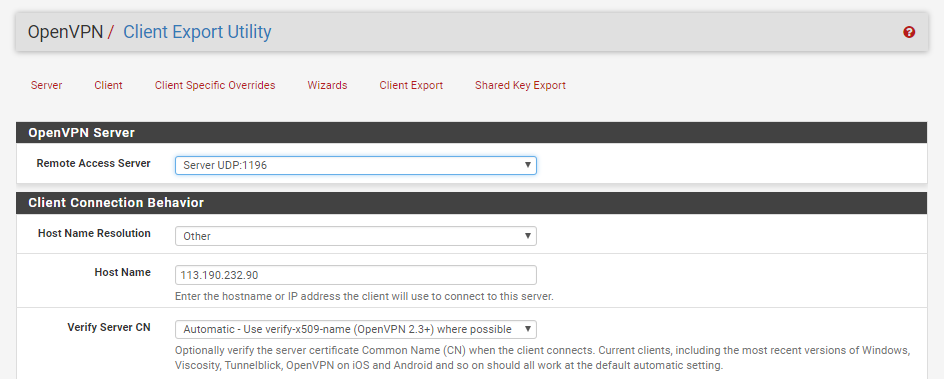 OpenVPN / Client Export Utility
Server Client Client Specific Overrides Wizards Client Export Shared Key Export
OpenVPN Server
Remote Access Server Server UDP:1196
Client Connection Behavior
Host Name Resolution Other
Host Name 113.190.232.90
Enter the hostname or IP address the client will use to connect to this server.
Verify Server CN Automatic - Use verify-x509-name (OpenVPN 2.3+) where possible
Optionally verify the server certificate Common Name (CN) when the client connects. Current clients, including the most recent versions of Windows,
Viscosity, Tunnelblick, OpenVPN on iOS and Android and so on should all work at the default automatic setting.